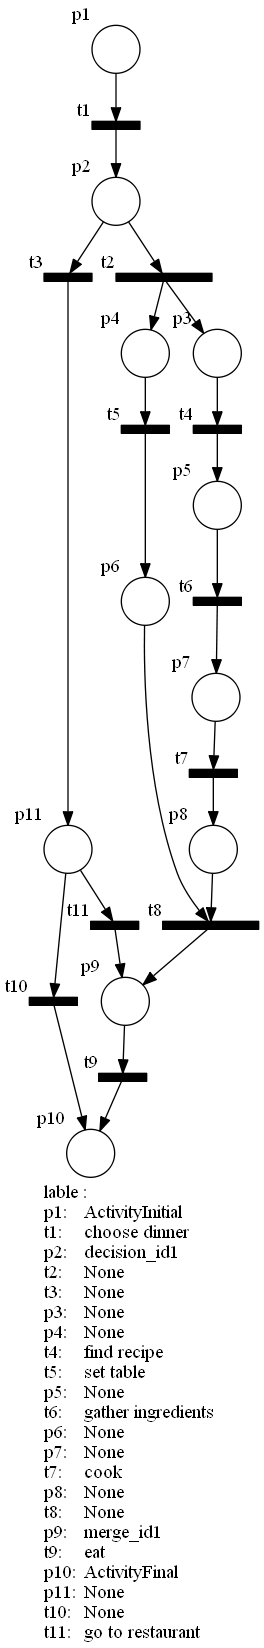 p1
t1
p2
t3 t2
p4 p3
t5 t4
p5
p6 t6
p7
t7
p11 p8
t11 t8
p9
t10
t9
p10
lable :
p1: ActivityInitial
t1: choose dinner
p2: decision_id1
t2: None
t3: None
p3: None
p4: None
t4: find recipe
t5: set table
p5: None
t6: gather ingredients
p6: None
p7: None
t7: cook
p8: None
t8: None
p9: merge_id1
t9: eat
p10: ActivityFinal
p11: None
t10: None
t11: go to restaurant